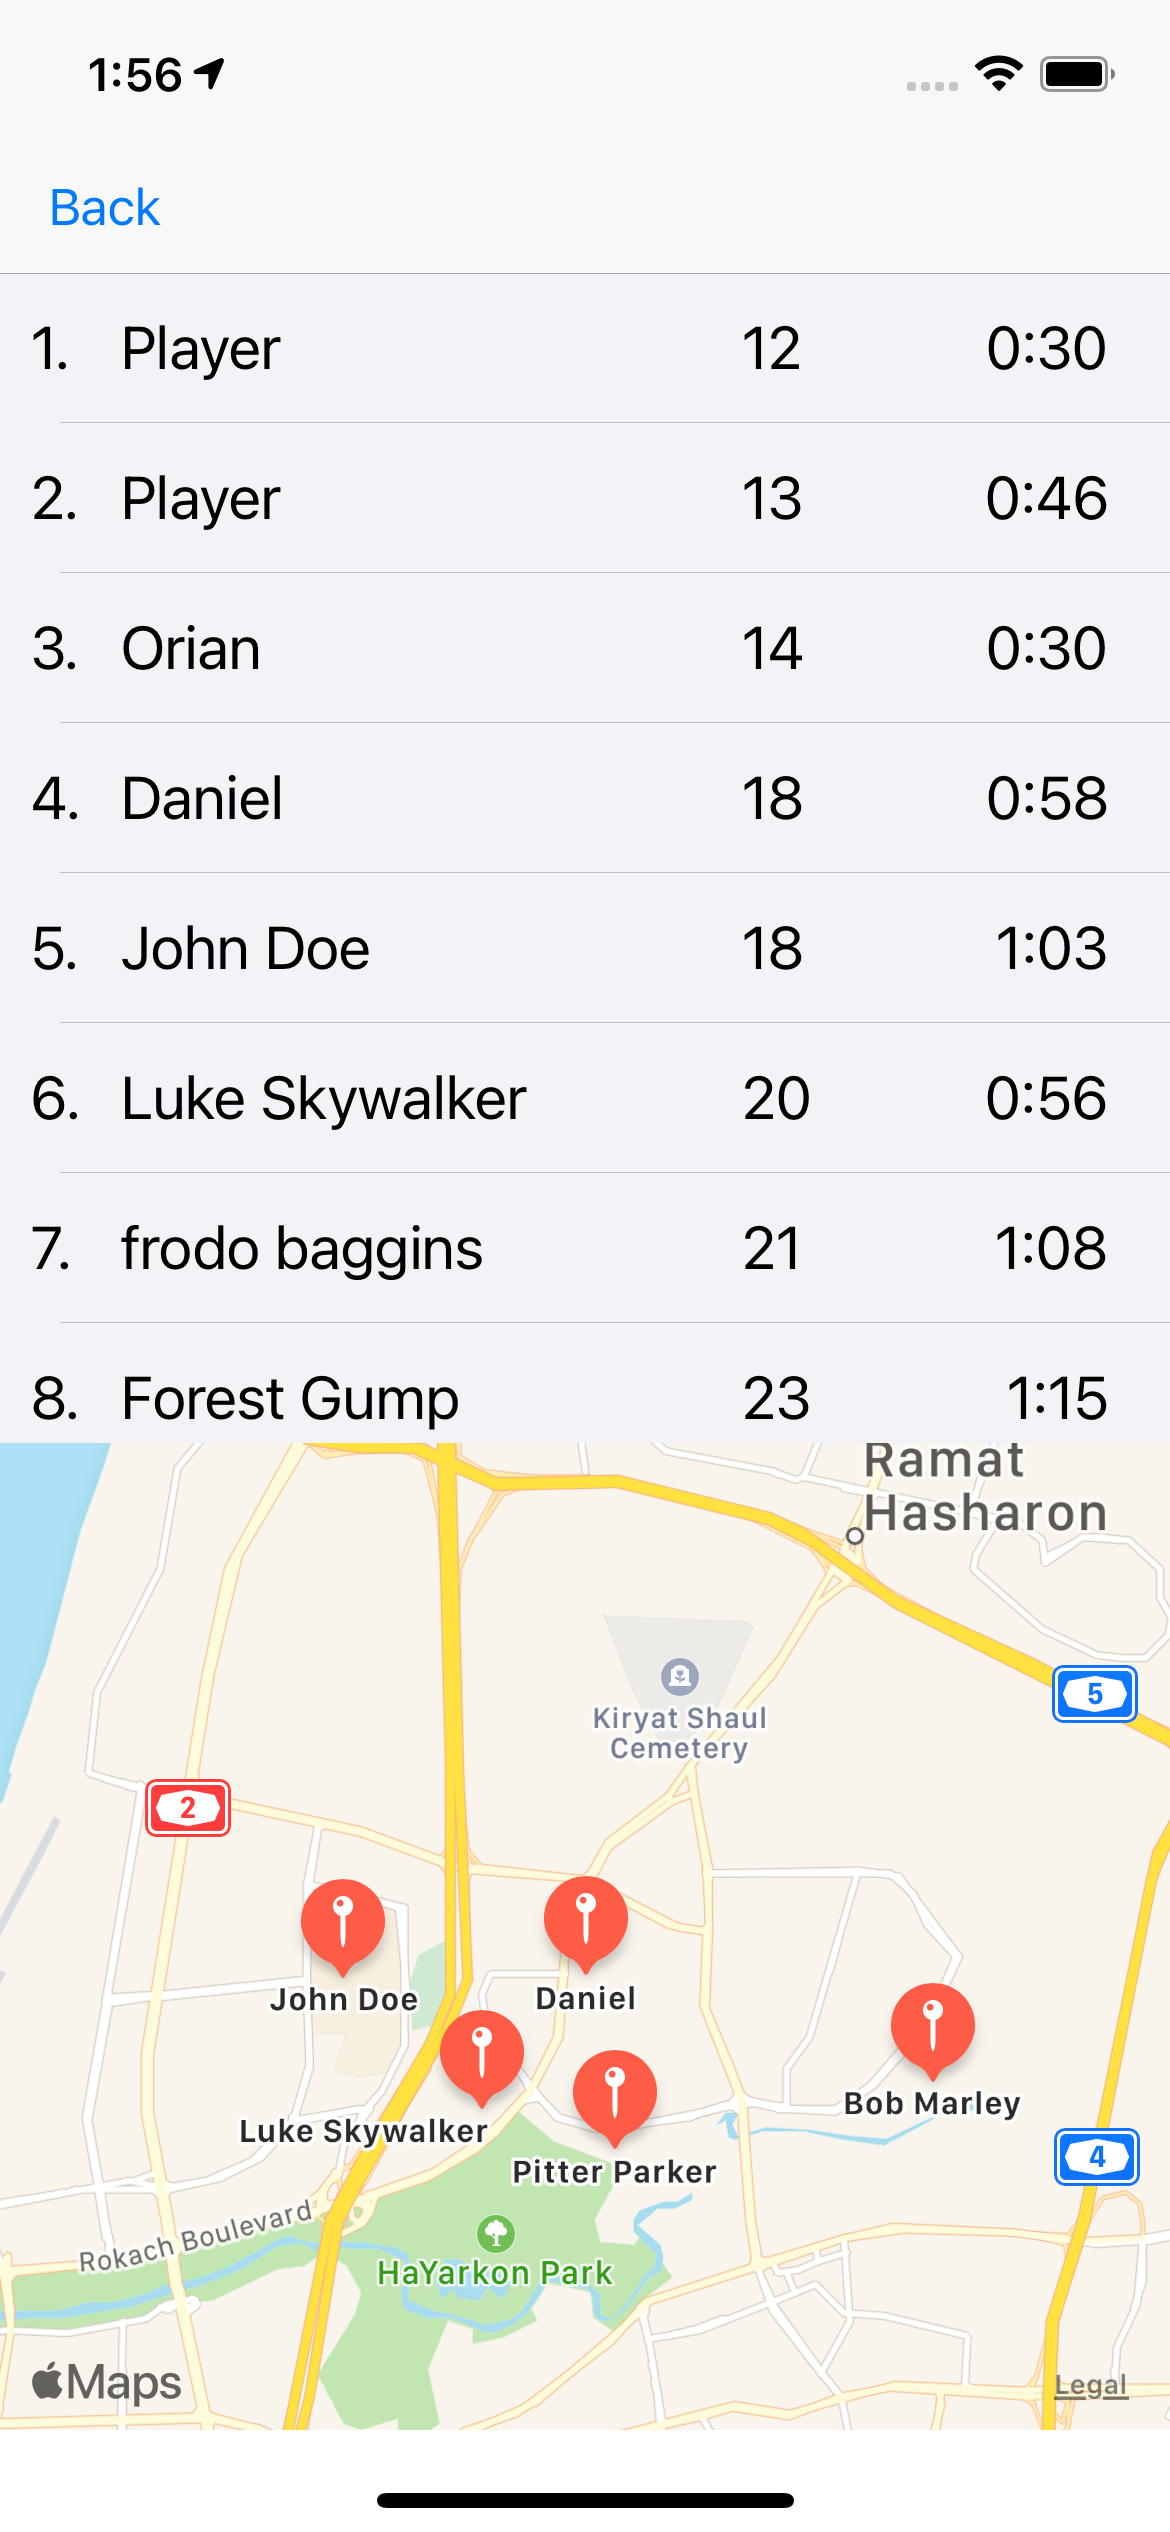 1:56
Back
1. Player 12 0:30
2. Player 13 0:46
3. Orian 14 0:30
4. Daniel 18 0:58
5. John Doe 18 1:03
6. Luke Skywalker 20 0:56
7. frodo baggins 21 1:08
8. Forest Gump 23 1:15
Ramat
Hasharon
5
Kiryat Shaul
Cemetery
2
John Doe
Daniel
Bob Marley
Luke Skywalker
Pitter Parker
4
Rokach Boulevard
HaYarkon Park
Maps
Legal